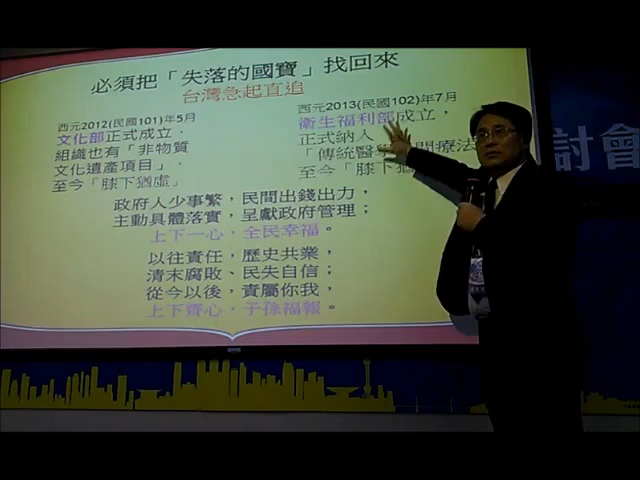 必須把「失落的國寶」找回來
台灣急起直追
西元2012(民國101)年5月
文化部正式成立．
組織也有「非物質
文化遺產項目」．
至今「膝下猶虛」
西元2013(民國102)年7月
衛生福利部成立，
正式納入
「傳統醫 間療法
至今「膝下猶
政府人少事繁，民間出錢出力，
主動具體落實，呈獻政府管理；
上下一心，全民幸福。
以往責任，歷史共業，
清末腐敗、民失自信；
從今以後，責屬你我，
上下齊心，子孫福報。
討會